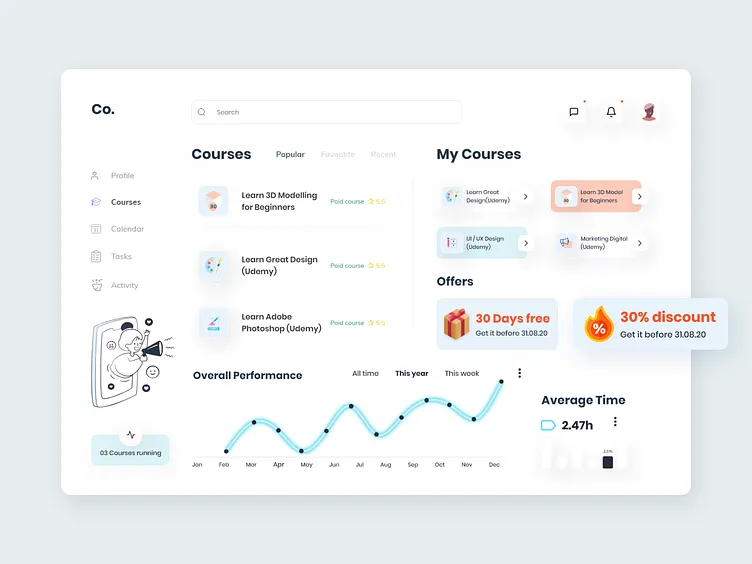 Co.
Search
Profile
Courses
Calendar
Tasks
Activity
03 Courses running
Courses
Popular
Favourite
Recent
Learn 3D Modelling
for Beginners
Paid course
5.5
Learn Great Design
(Udemy)
Paid course
5.5
Learn Adobe
Photoshop (Udemy)
Paid course
5.5
My Courses
Learn Great
Design(Udemy)
Learn 3D Model
for Beginners
UI / UX Design
(Udemy)
Marketing Digital
(Udemy)
Offers
30 Days free
Get it before 31.08.20
%
30% discount
Get it before 31.08.20
Overall Performance
All time
This year
This week
Jan Feb Mar Apr May Jun Jul Aug Sep Oct Nov Dec
Average Time
2.47h